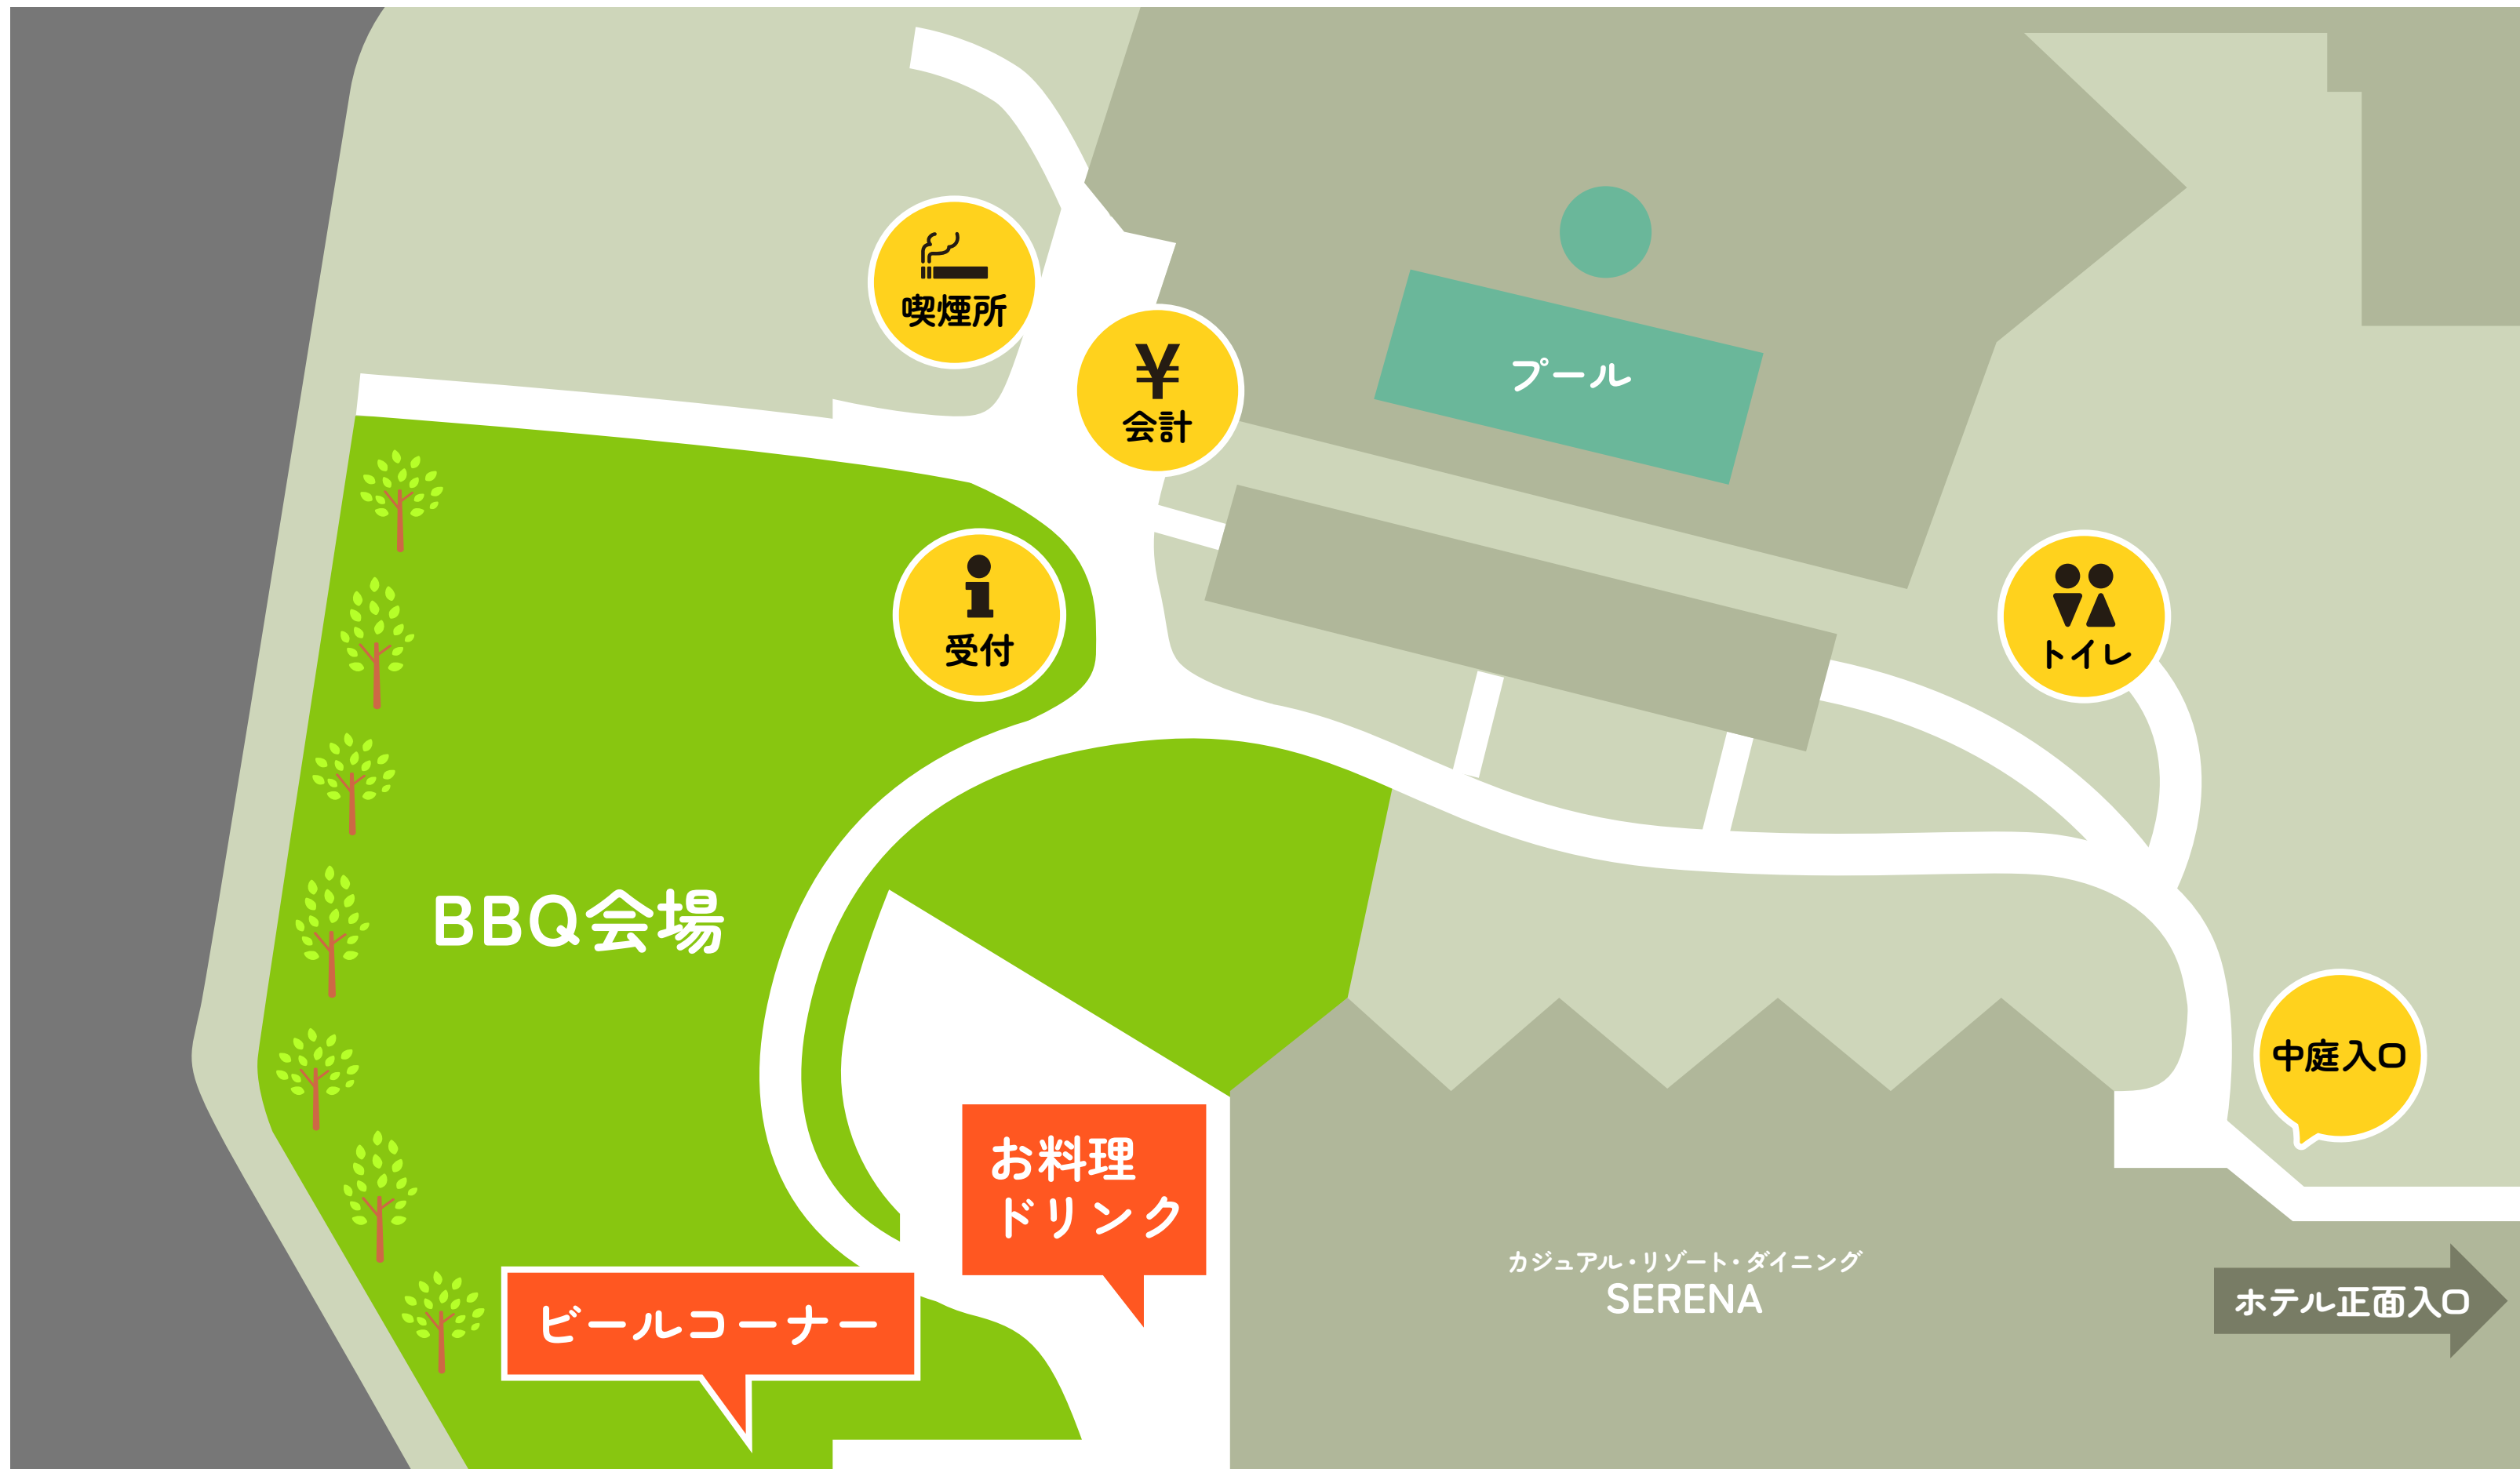 喫煙所
¥
会計
プール
i
受付
トイレ
BBQ会場
中庭入口
お料理
ドリンク
カジュアル・リゾート・ダイニング
SERENA
ホテル正面入口
ビールコーナー